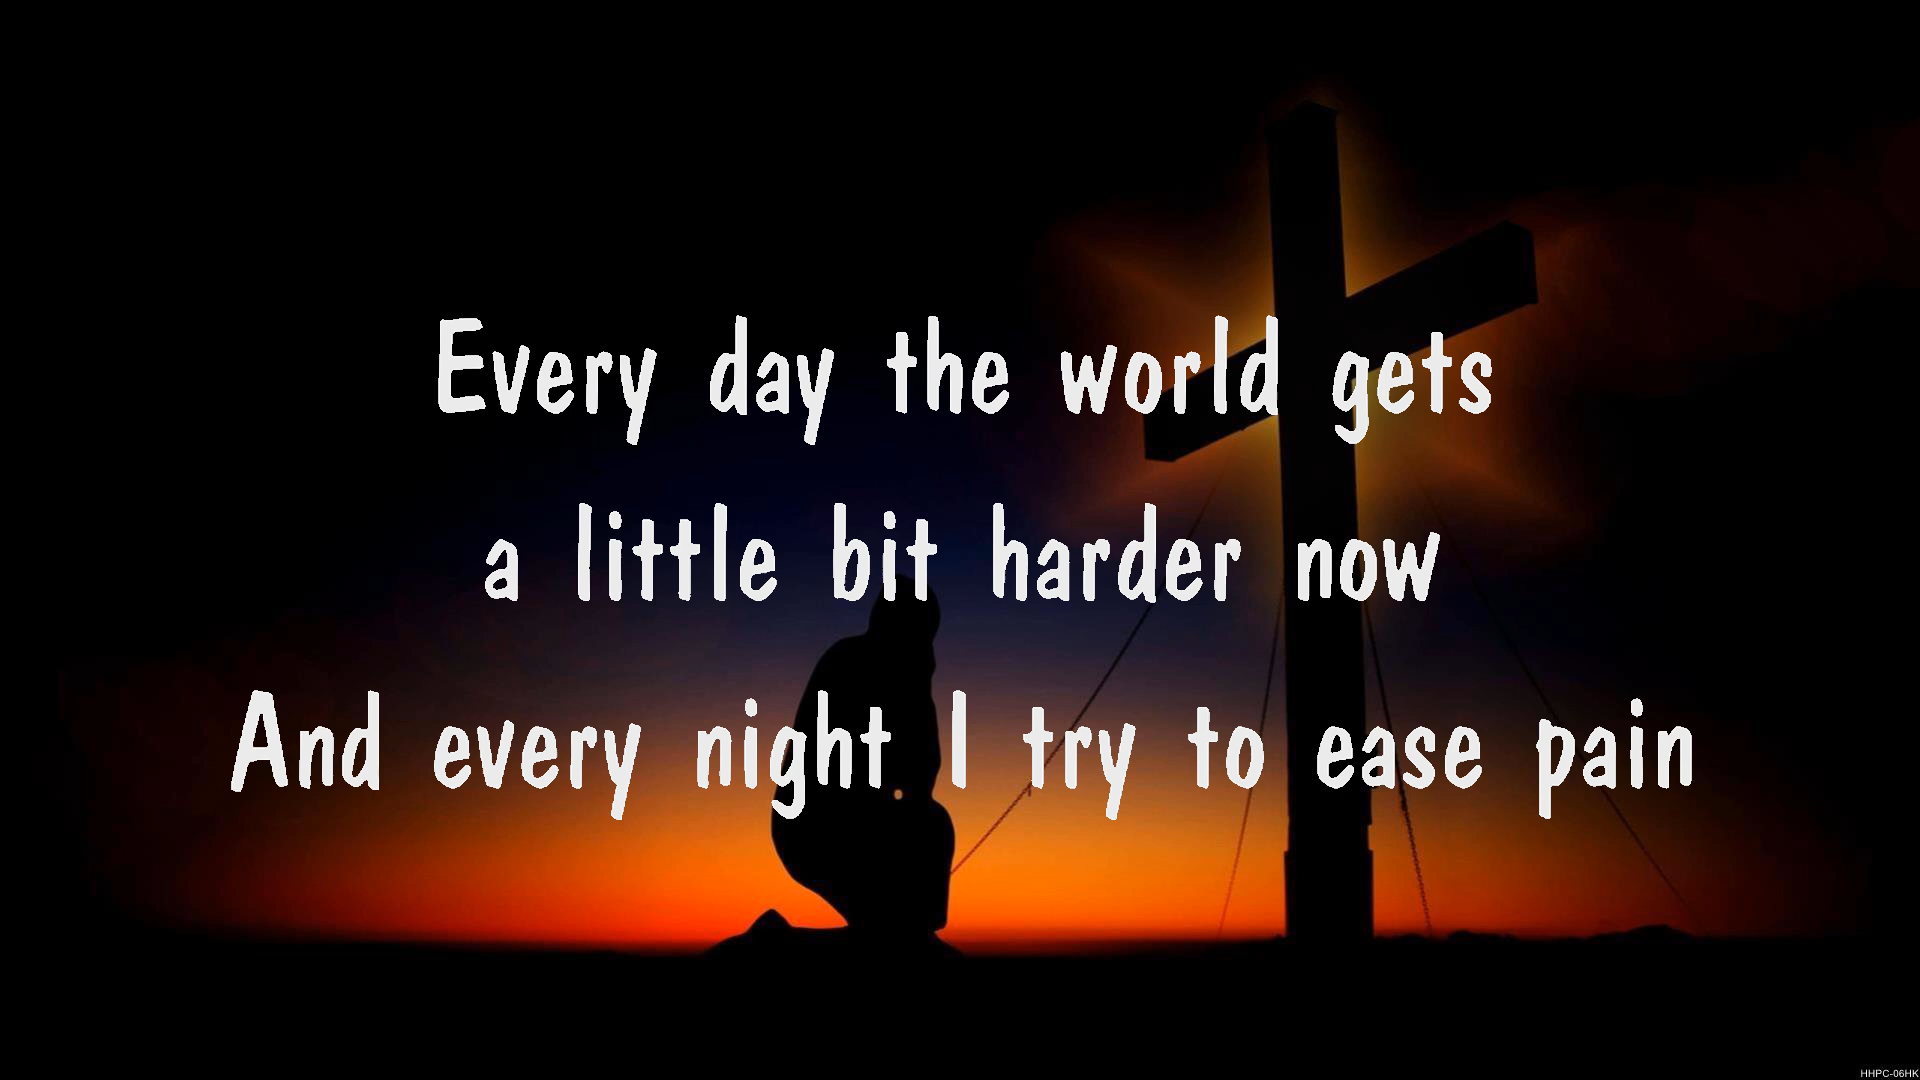 Every day the world gets
a little bit harder now
And every night I try to ease pain
HHPC-06HK